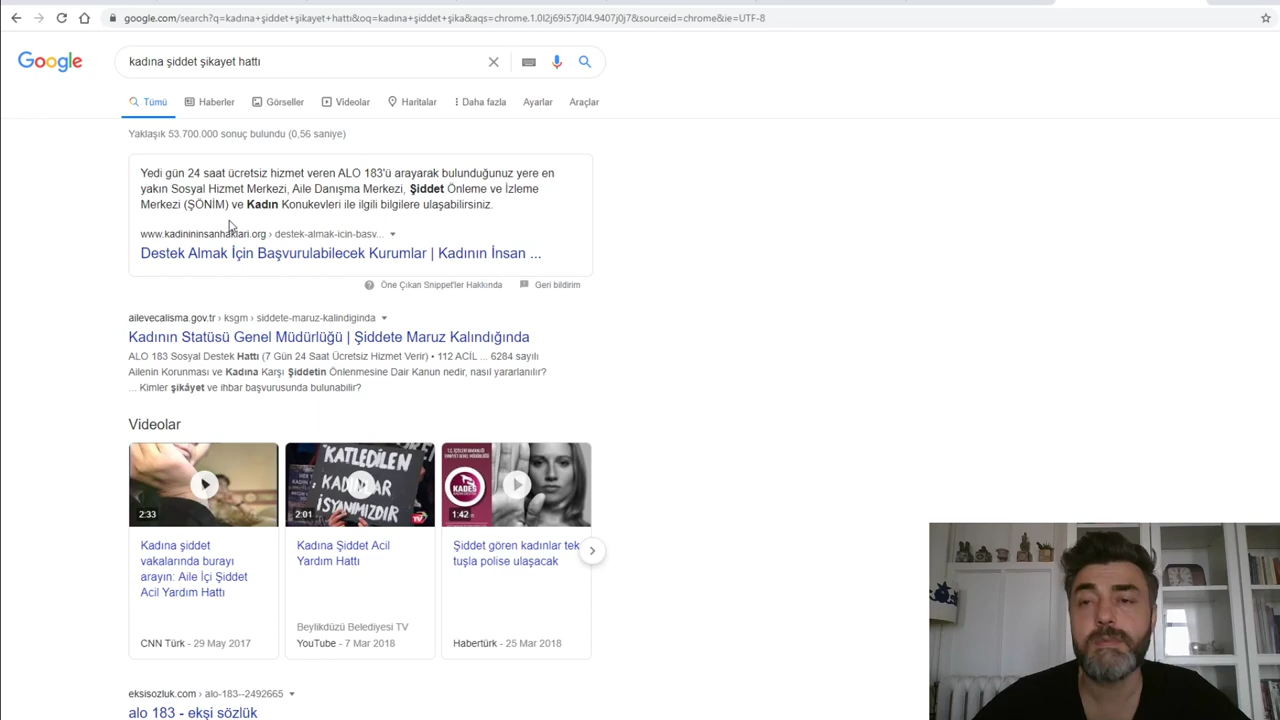 google.com/search?q=kadına+şiddet+şikayet+hattı&oq=kadına+şiddet+şika&aqs=chrome.1.0l2j69i57j0l4.9407j0j7&sourceid=chrome&ie=UTF-8
Google
kadına şiddet şikayet hattı
Tümü Haberler Görseller Videolar Haritalar Daha fazla Ayarlar Araçlar
Yaklaşık 53.700.000 sonuç bulundu (0,56 saniye)
Yedi gün 24 saat ücretsiz hizmet veren ALO 183'ü arayarak bulunduğunuz yere en
yakın Sosyal Hizmet Merkezi, Aile Danışma Merkezi, Şiddet Önleme ve İzleme
Merkezi (ŞÖNİM) ve Kadın Konukevleri ile ilgili bilgilere ulaşabilirsiniz.
www.kadinininsanhaklari.org › destek-almak-icin-basv...
Destek Almak İçin Başvurulabilecek Kurumlar | Kadının İnsan ...
Öne Çıkan Snippet'ler Hakkında Geri bildirim
ailevecalisma.gov.tr › ksgm › siddete-maruz-kalindiginda
Kadının Statüsü Genel Müdürlüğü | Şiddete Maruz Kalındığında
ALO 183 Sosyal Destek Hattı (7 Gün 24 Saat Ücretsiz Hizmet Verir) • 112 ACİL ... 6284 sayılı
Ailenin Korunması ve Kadına Karşı Şiddetin Önlenmesine Dair Kanun nedir, nasıl yararlanılır?
... Kimler şikâyet ve ihbar başvurusunda bulunabilir?
Videolar
2:33
"KATLEDİLEN
KADINLAR
İSYANIMIZDIR
2:01
TV
T.C. İÇİŞLERİ BAKANLIĞI
EMNİYET GENEL MÜDÜRLÜĞÜ
KADES
1:42
Kadına şiddet
vakalarında burayı
arayın: Aile İçi Şiddet
Acil Yardım Hattı
CNN Türk - 29 May 2017
Kadına Şiddet Acil
Yardım Hattı
Beylikdüzü Belediyesi TV
YouTube - 7 Mar 2018
Şiddet gören kadınlar tek
tuşla polise ulaşacak
Habertürk - 25 Mar 2018
eksisozluk.com › alo-183--2492665
alo 183 - ekşi sözlük